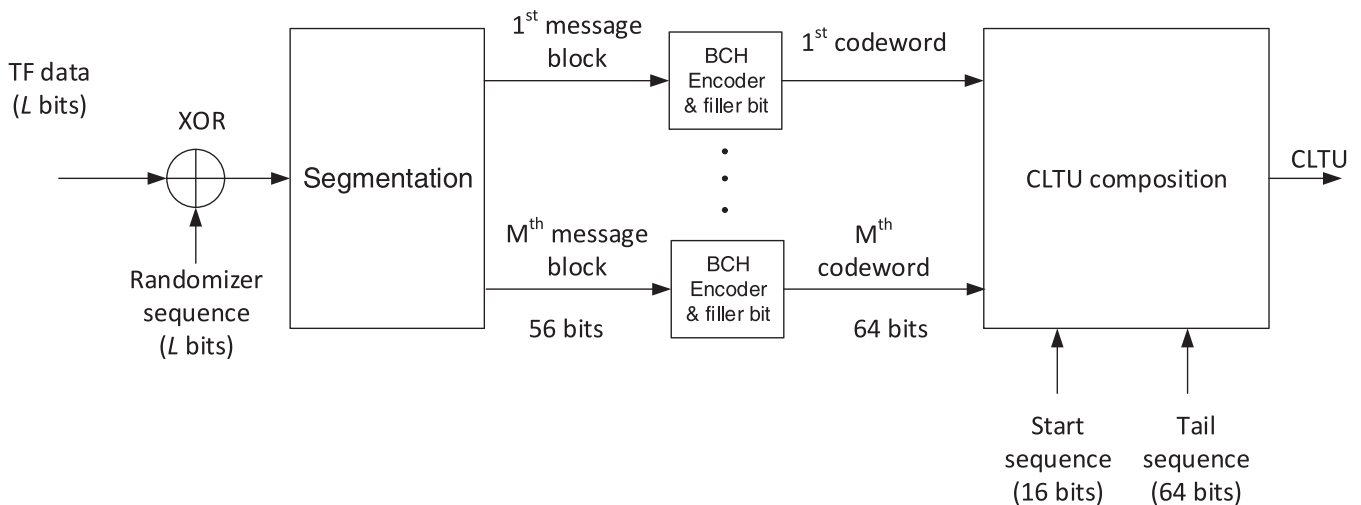 TF data
(L bits)
XOR
Randomizer
sequence
(L bits)
Segmentation
1st message
block
Mth message
block
56 bits
BCH
Encoder
& filler bit
BCH
Encoder
& filler bit
1st codeword
Mth
codeword
64 bits
CLTU composition
CLTU
Start
sequence
(16 bits)
Tail
sequence
(64 bits)